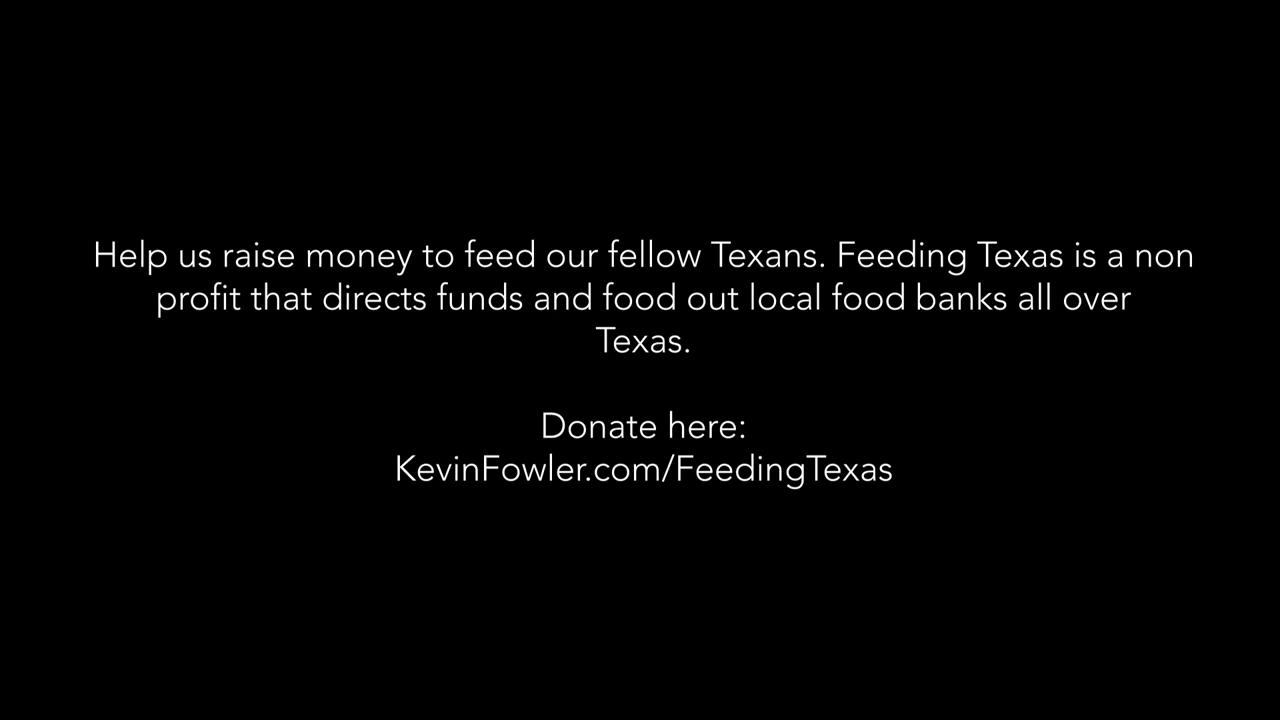 Help us raise money to feed our fellow Texans. Feeding Texas is a non
profit that directs funds and food out local food banks all over
Texas.
Donate here:
KevinFowler.com/FeedingTexas